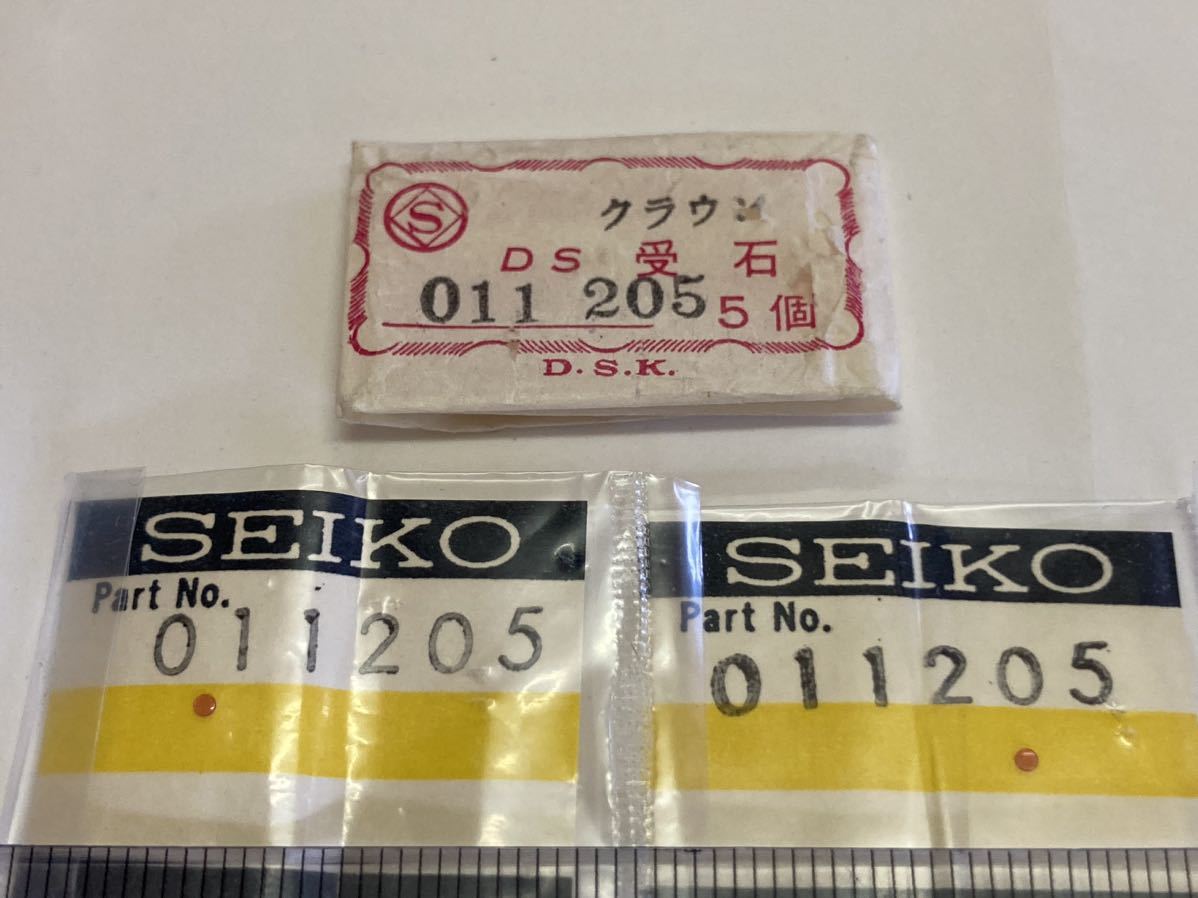 S
クラウン
DS 受石
011 205 5個
D.S.K.
SEIKO
Part No.
011205
SEIKO
Part No.
011205